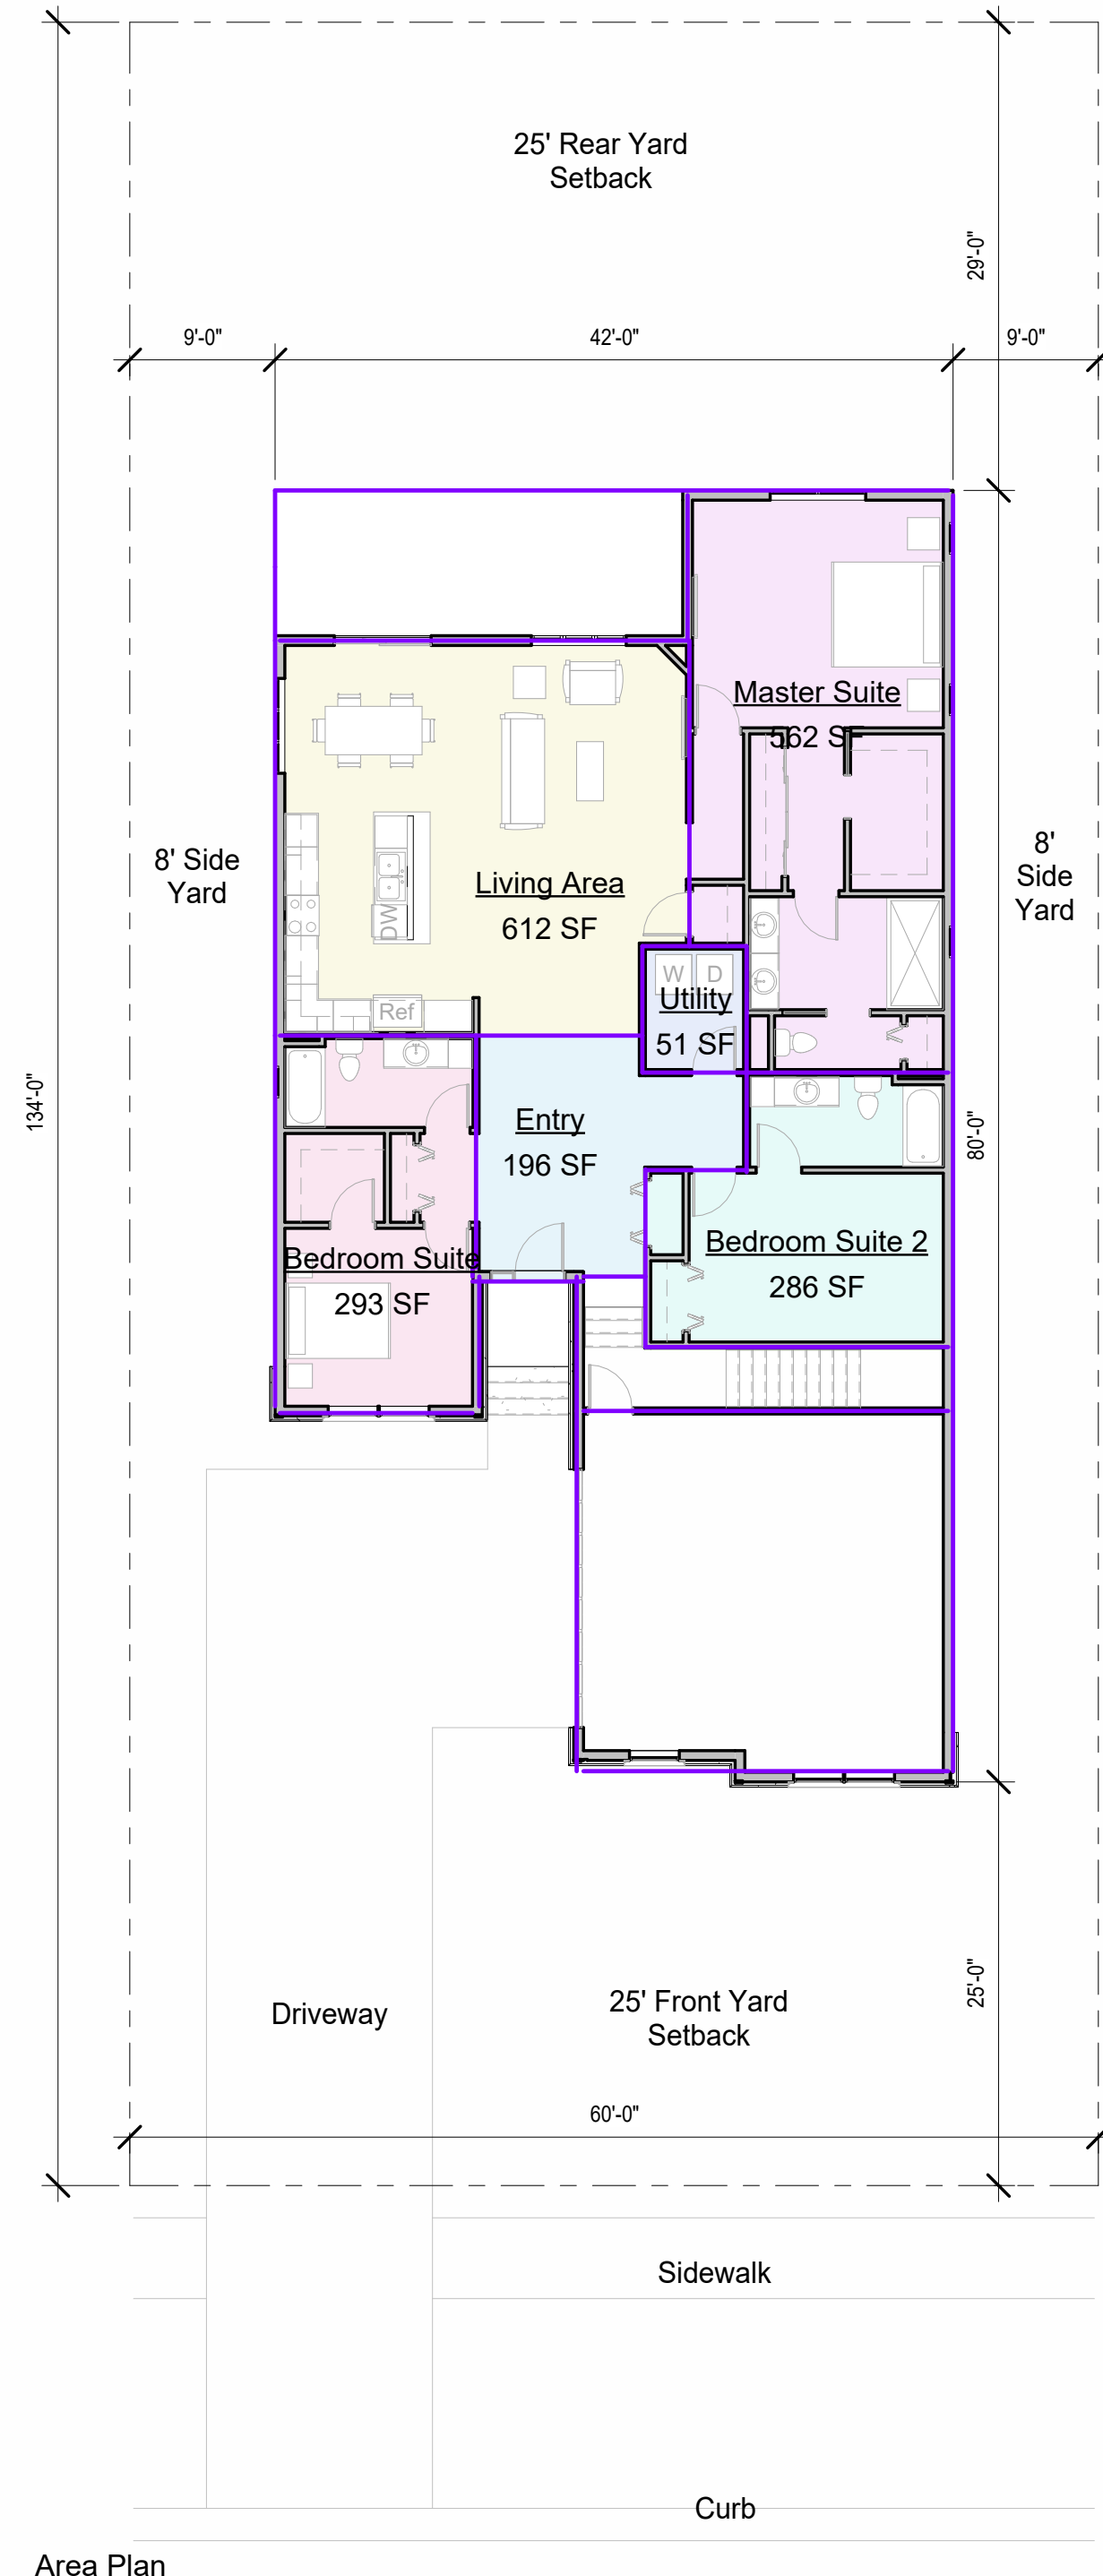 25' Rear Yard
Setback
29'-0"
9'-0"
42'-0"
9'-0"
Master Suite
562 SF
8' Side
Yard
8'
Side
Yard
Living Area
612 SF
DW
W
D
Utility
51 SF
Ref
134'-0"
80'-0"
Entry
196 SF
Bedroom Suite
293 SF
Bedroom Suite 2
286 SF
25'-0"
Driveway
25' Front Yard
Setback
60'-0"
Sidewalk
Curb
Area Plan